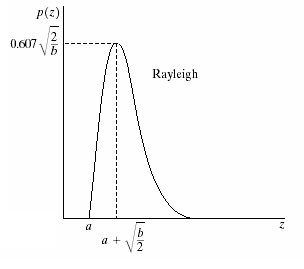 p(z)
0.607 √(2/b)
Rayleigh
a
a + √(b/2)
z